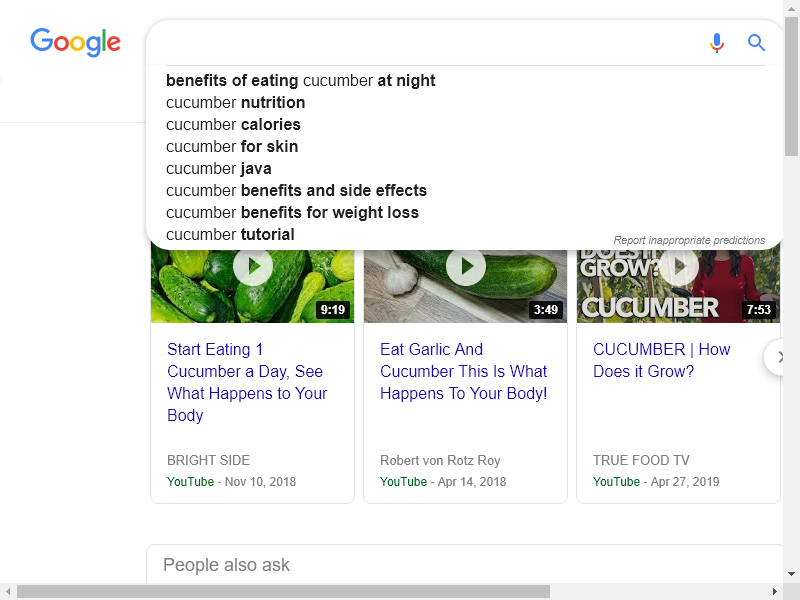 Google
benefits of eating cucumber at night
cucumber nutrition
cucumber calories
cucumber for skin
cucumber java
cucumber benefits and side effects
cucumber benefits for weight loss
cucumber tutorial
Report inappropriate predictions
GROW?
CUCUMBER
9:19
3:49
7:53
Start Eating 1
Cucumber a Day, See
What Happens to Your
Body
BRIGHT SIDE
YouTube - Nov 10, 2018
Eat Garlic And
Cucumber This Is What
Happens To Your Body!
Robert von Rotz Roy
YouTube - Apr 14, 2018
CUCUMBER | How
Does it Grow?
TRUE FOOD TV
YouTube - Apr 27, 2019
People also ask